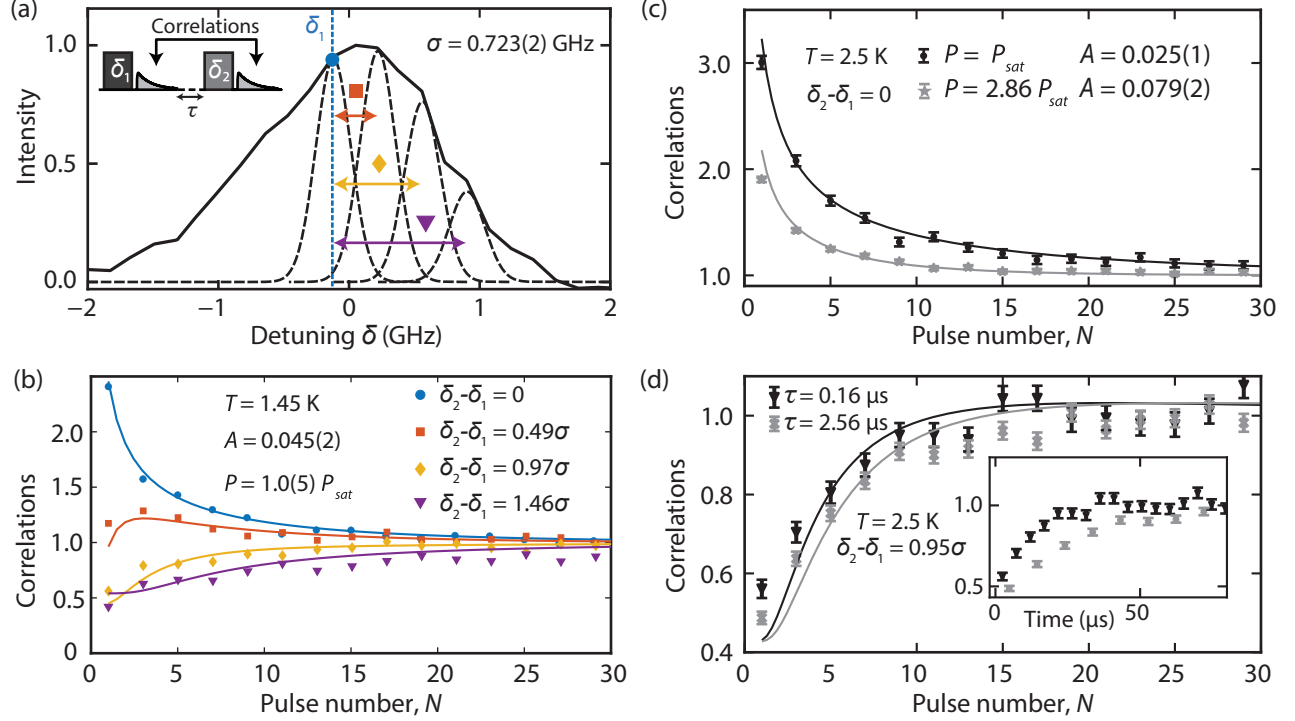 (a)
Correlations
δ1
δ2
τ
δ1
σ = 0.723(2) GHz
Intensity
1.0
0.5
0.0
−2
−1
0
1
2
Detuning δ (GHz)
(b)
T = 1.45 K
A = 0.045(2)
P = 1.0(5) Psat
δ2-δ1 = 0
δ2-δ1 = 0.49σ
δ2-δ1 = 0.97σ
δ2-δ1 = 1.46σ
Correlations
2.0
1.5
1.0
0.5
0
0
5
10
15
20
25
30
Pulse number, N
(c)
T = 2.5 K
δ2-δ1 = 0
P = Psat A = 0.025(1)
P = 2.86 Psat A = 0.079(2)
Correlations
3.0
2.0
1.0
0
5
10
15
20
25
30
Pulse number, N
(d)
τ = 0.16 µs
τ = 2.56 µs
T = 2.5 K
δ2-δ1 = 0.95σ
1.0
0.5
0
50
Time (µs)
Correlations
1.0
0.8
0.6
0.4
0
5
10
15
20
25
30
Pulse number, N